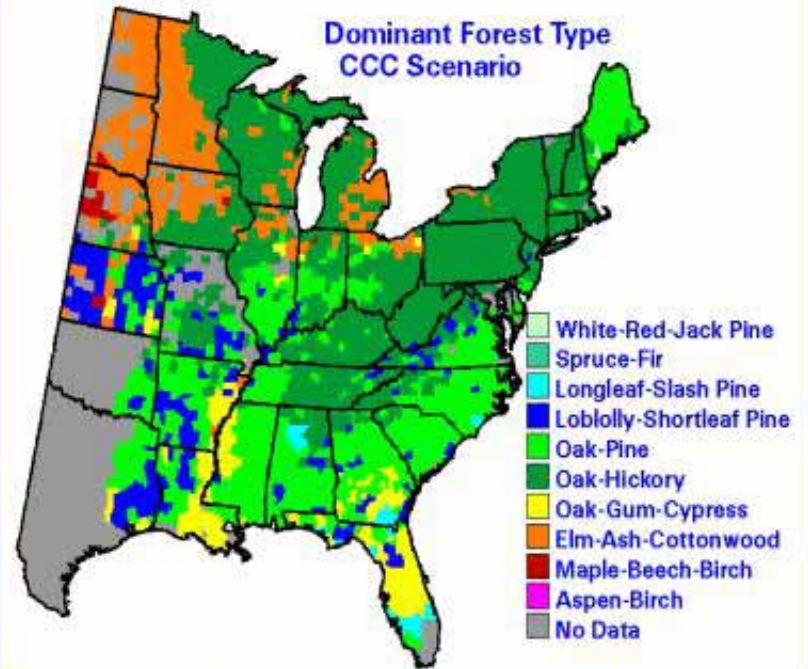 Dominant Forest Type
CCC Scenario
White-Red-Jack Pine
Spruce-Fir
Longleaf-Slash Pine
Loblolly-Shortleaf Pine
Oak-Pine
Oak-Hickory
Oak-Gum-Cypress
Elm-Ash-Cottonwood
Maple-Beech-Birch
Aspen-Birch
No Data